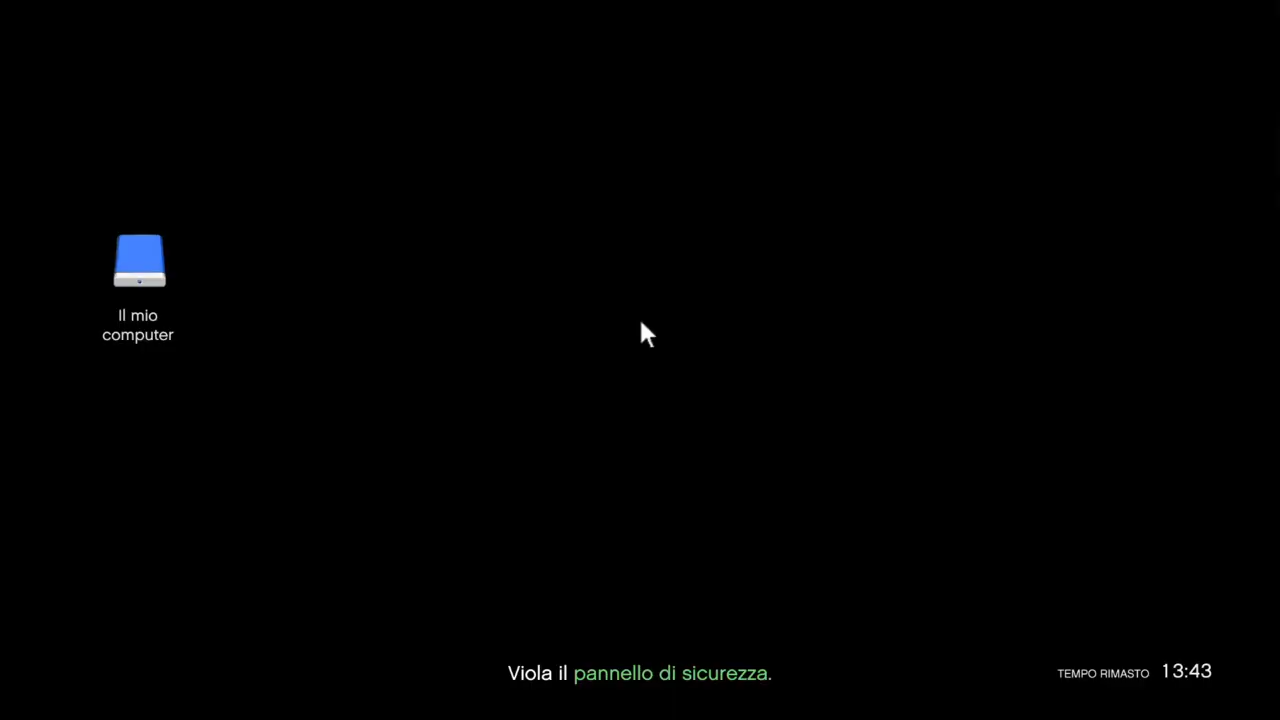 Il mio
computer
Viola il pannello di sicurezza.
TEMPO RIMASTO 13:43